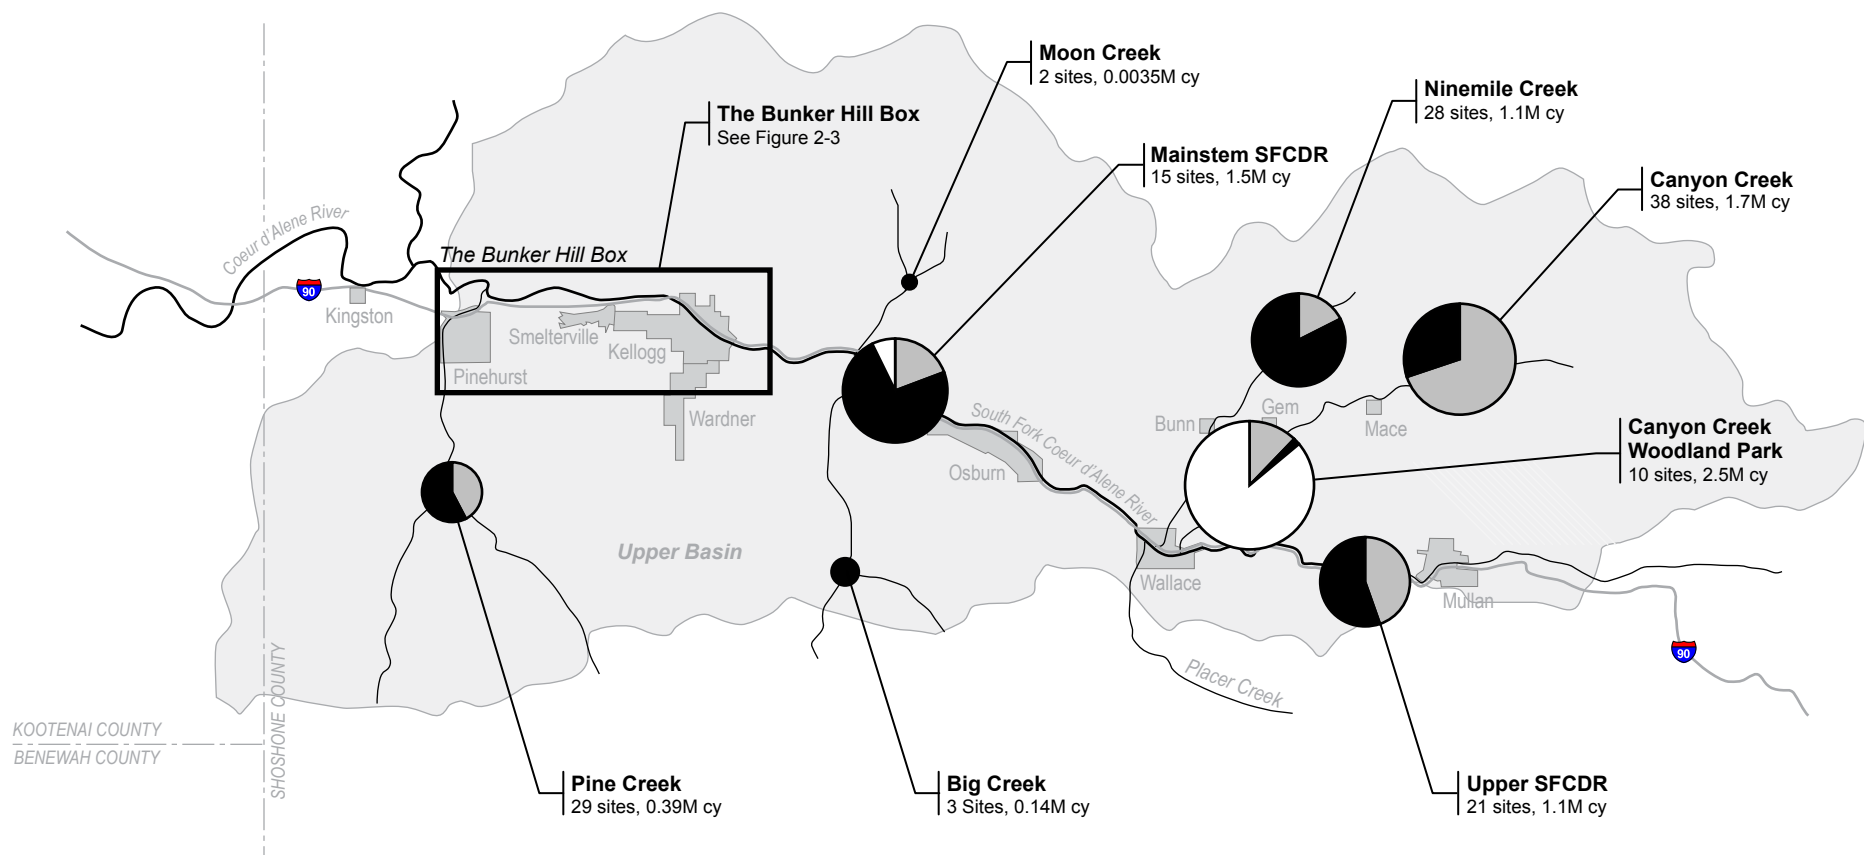 Moon Creek
2 sites, 0.0035M cy
Ninemile Creek
28 sites, 1.1M cy
The Bunker Hill Box
See Figure 2-3
Mainstem SFCDR
15 sites, 1.5M cy
Canyon Creek
38 sites, 1.7M cy
Coeur d'Alene River
The Bunker Hill Box
90
Kingston
Smelterville
Kellogg
Pinehurst
Wardner
Bunn
Gem
Mace
South Fork Coeur d'Alene River
Osburn
Canyon Creek
Woodland Park
10 sites, 2.5M cy
Upper Basin
Wallace
Mullan
90
Placer Creek
KOOTENAI COUNTY
BENEWAH COUNTY
SHOSHONE COUNTY
Pine Creek
29 sites, 0.39M cy
Big Creek
3 Sites, 0.14M cy
Upper SFCDR
21 sites, 1.1M cy